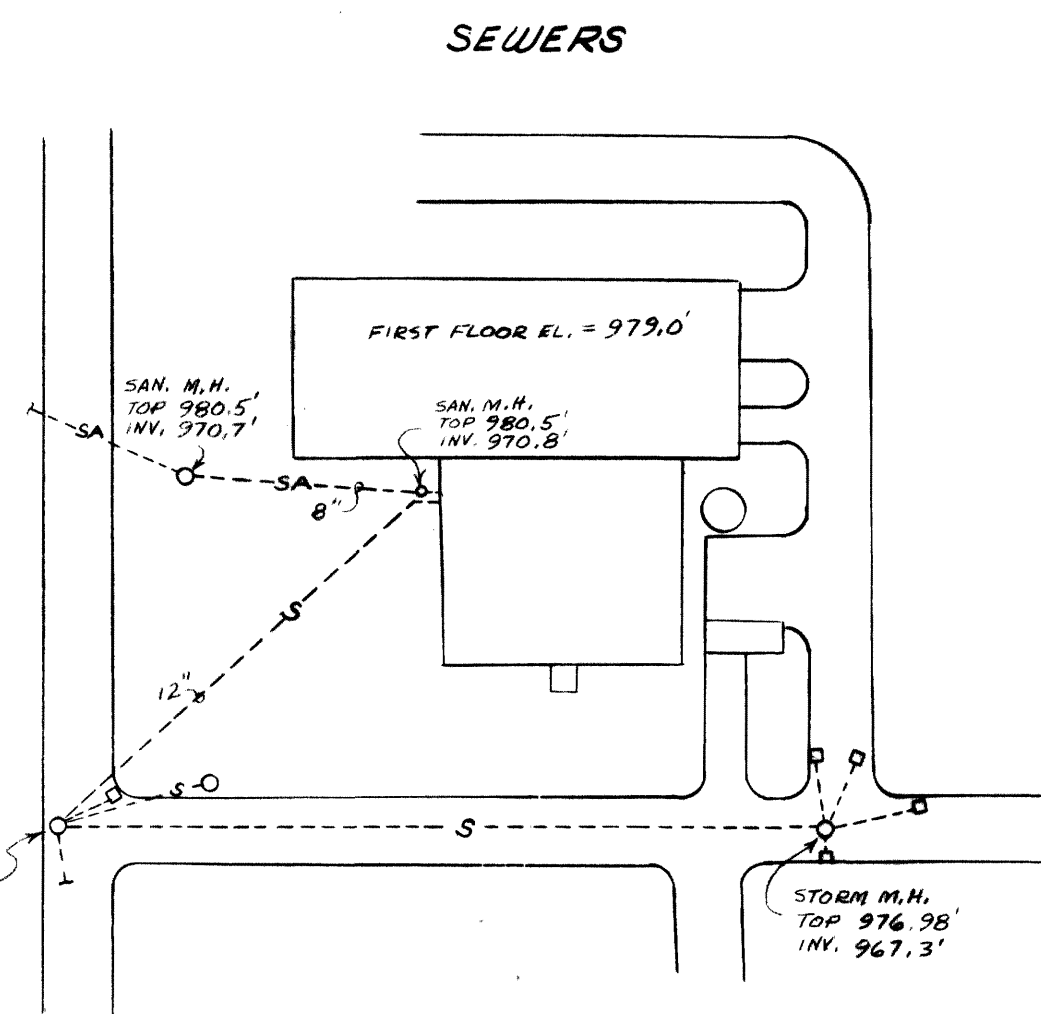 SEWERS
FIRST FLOOR EL. = 979.0'
SAN. M.H.
TOP 980.5'
INV. 970.7'
SAN. M.H.
TOP 980.5'
INV. 970.8'
SA
SA
8"
S
12"
S
S
STORM M.H.
TOP 976.98'
INV. 967.3'